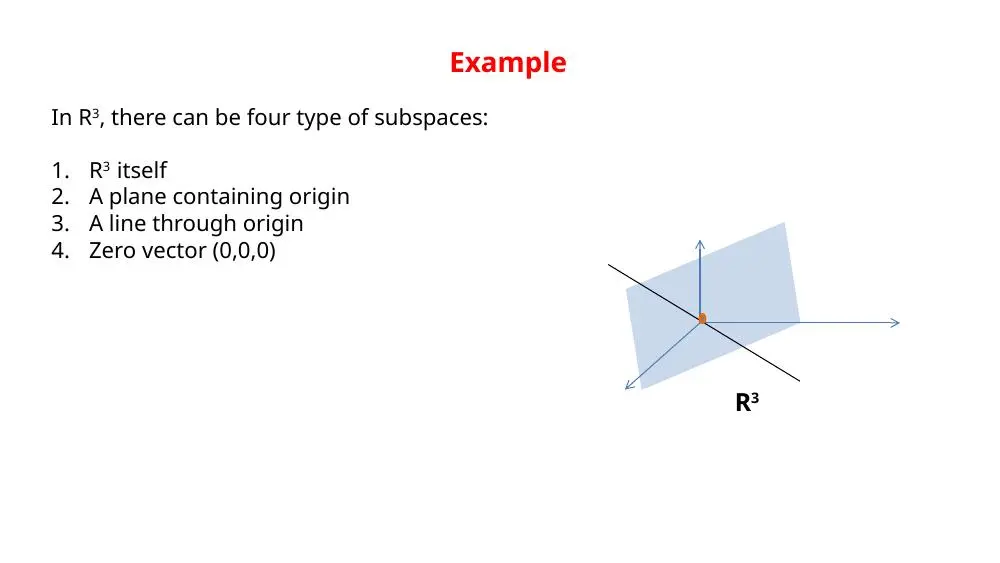 Example
In R³, there can be four type of subspaces:
1. R³ itself
2. A plane containing origin
3. A line through origin
4. Zero vector (0,0,0)
R³